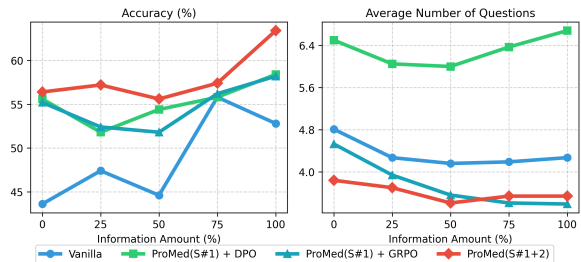 Accuracy (%)
60
55
50
45
0
25
50
75
100
Information Amount (%)
Average Number of Questions
6.4
5.6
4.8
4.0
0
25
50
75
100
Information Amount (%)
Vanilla
ProMed(S#1) + DPO
ProMed(S#1) + GRPO
ProMed(S#1+2)